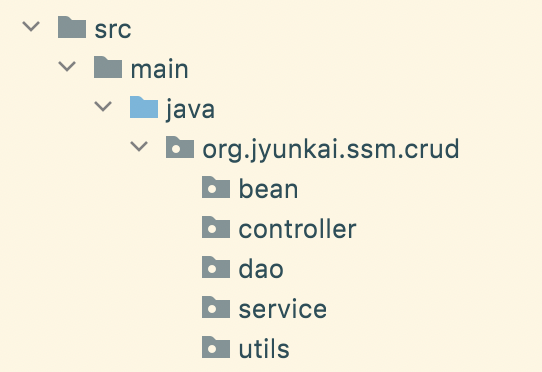 src
main
java
org.jyunkai.ssm.crud
bean
controller
dao
service
utils